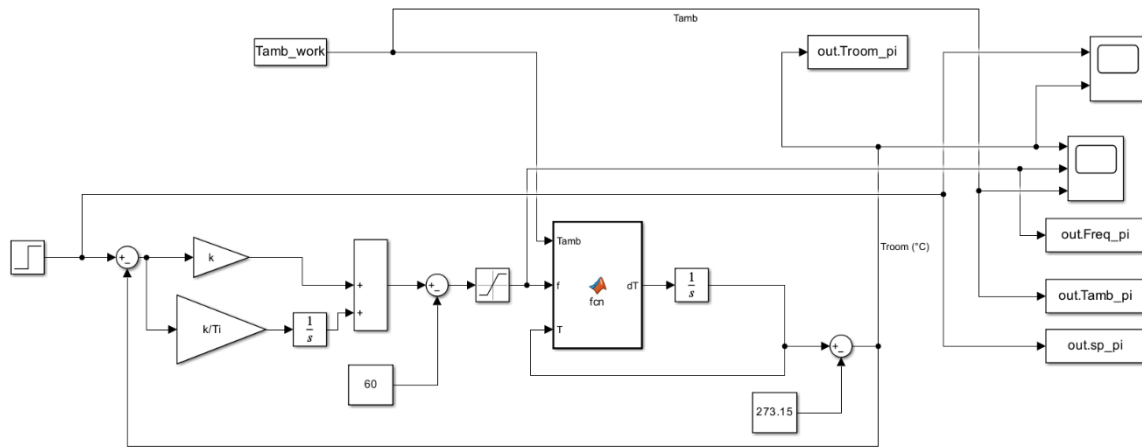 Tamb
Tamb_work
out.Troom_pi
Tamb
f
T
fcn
dT
1
s
k
+
+
k/Ti
1
s
60
273.15
Troom (°C)
out.Freq_pi
out.Tamb_pi
out.sp_pi